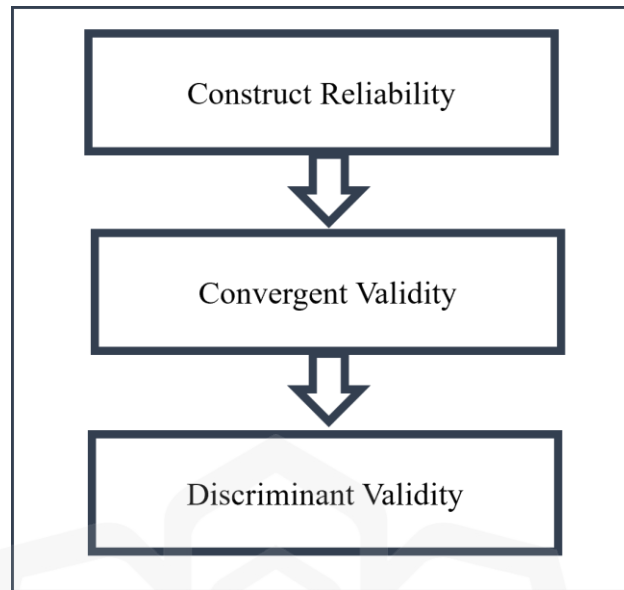 Construct Reliability
Convergent Validity
Discriminant Validity